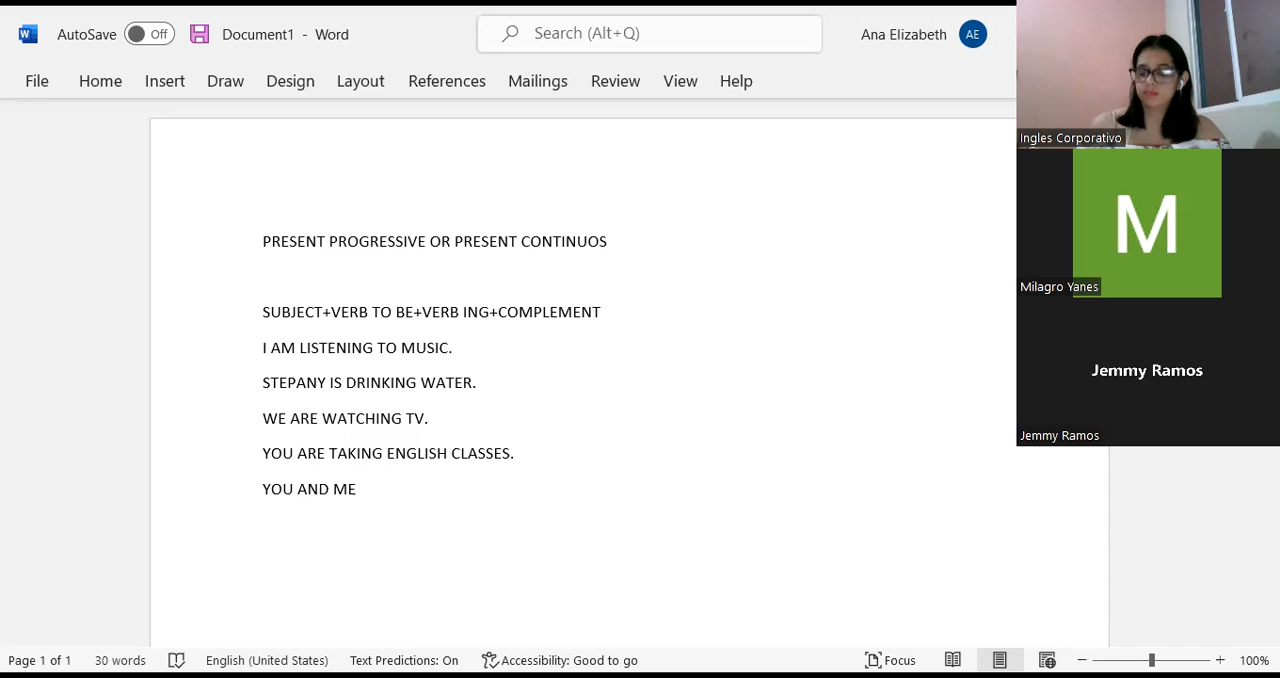 AutoSave Off Document1 - Word Search (Alt+Q) Ana Elizabeth AE
File Home Insert Draw Design Layout References Mailings Review View Help
Ingles Corporativo
M
Milagro Yanes
Jemmy Ramos
Jemmy Ramos
PRESENT PROGRESSIVE OR PRESENT CONTINUOS
SUBJECT+VERB TO BE+VERB ING+COMPLEMENT
I AM LISTENING TO MUSIC.
STEPANY IS DRINKING WATER.
WE ARE WATCHING TV.
YOU ARE TAKING ENGLISH CLASSES.
YOU AND ME
Page 1 of 1 30 words English (United States) Text Predictions: On Accessibility: Good to go Focus 100%